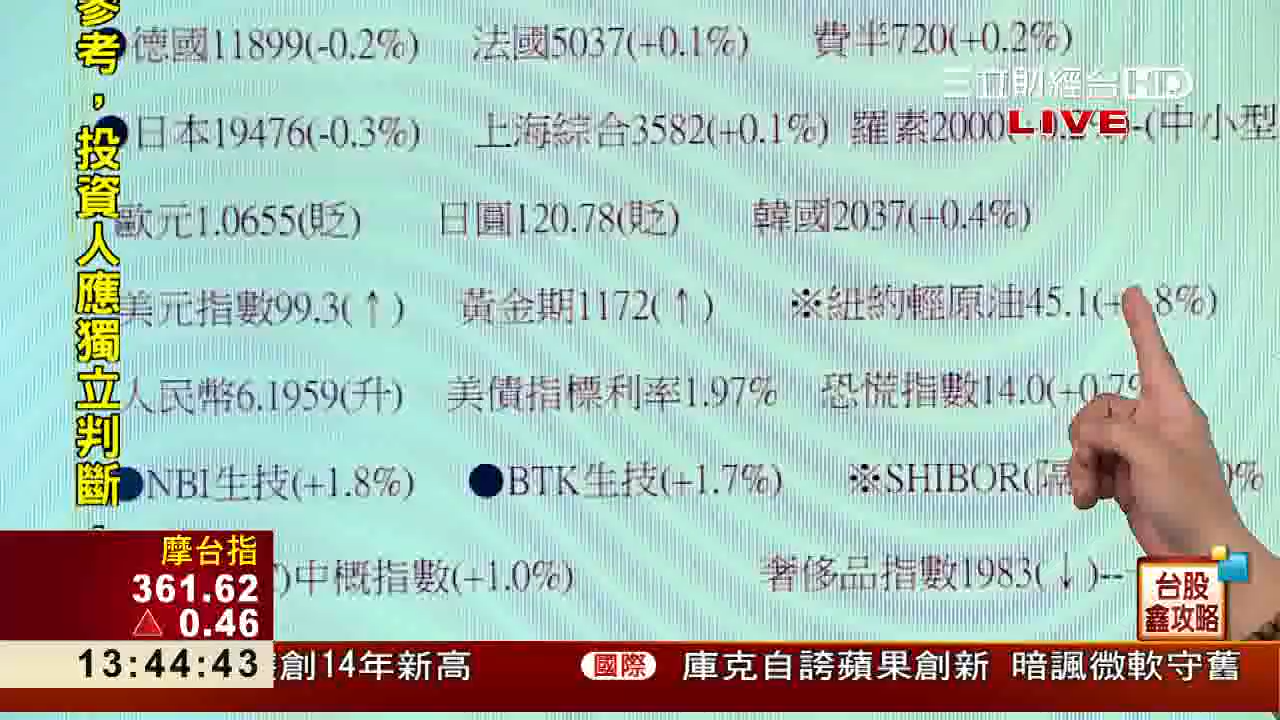 參考，投資人應獨立判斷。
德國11899(-0.2%) 法國5037(+0.1%) 費半720(+0.2%)
三立財經台HD
LIVE
日本19476(-0.3%) 上海綜合3582(+0.1%) 羅素2000 -(中小型
歐元1.0655(貶) 日圓120.78(貶) 韓國2037(+0.4%)
美元指數99.3(↑) 黃金期1172(↑) ※紐約輕原油45.1(+ 8%)
人民幣6.1959(升) 美債指標利率1.97% 恐慌指數14.0(+0.7%
●NBI生技(+1.8%) ●BTK生技(+1.7%) ※SHIBOR(隔 0%
)中概指數(+1.0%) 奢侈品指數1983(↓)--
摩台指
361.62
△ 0.46
台股
鑫攻略
13:44:43 創14年新高 國際 庫克自誇蘋果創新 暗諷微軟守舊